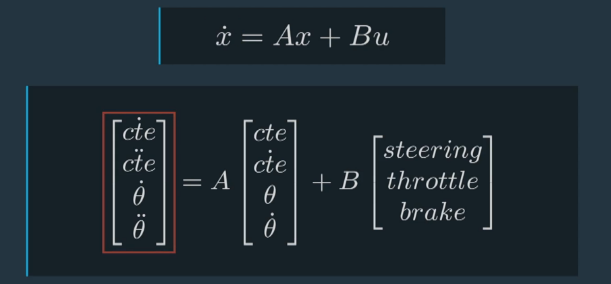 ẋ = Ax + Bu
[cṫe, c̈te, θ̇, θ̈] = A [cte, cṫe, θ, θ̇] + B [steering, throttle, brake]